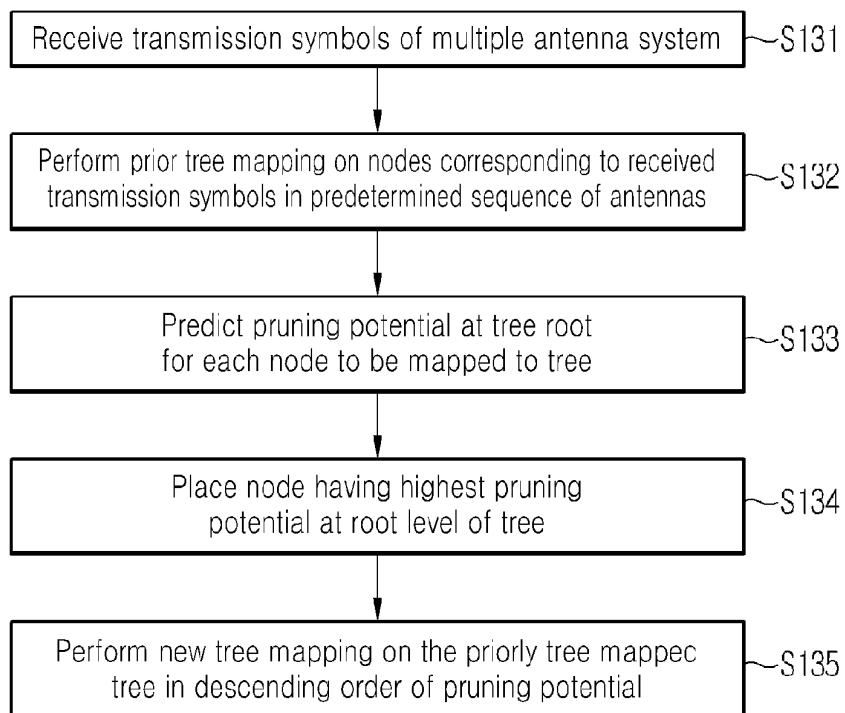 Receive transmission symbols of multiple antenna system
S131
Perform prior tree mapping on nodes corresponding to received
transmission symbols in predetermined sequence of antennas
S132
Predict pruning potential at tree root
for each node to be mapped to tree
S133
Place node having highest pruning
potential at root level of tree
S134
Perform new tree mapping on the priorly tree mapped
tree in descending order of pruning potential
S135